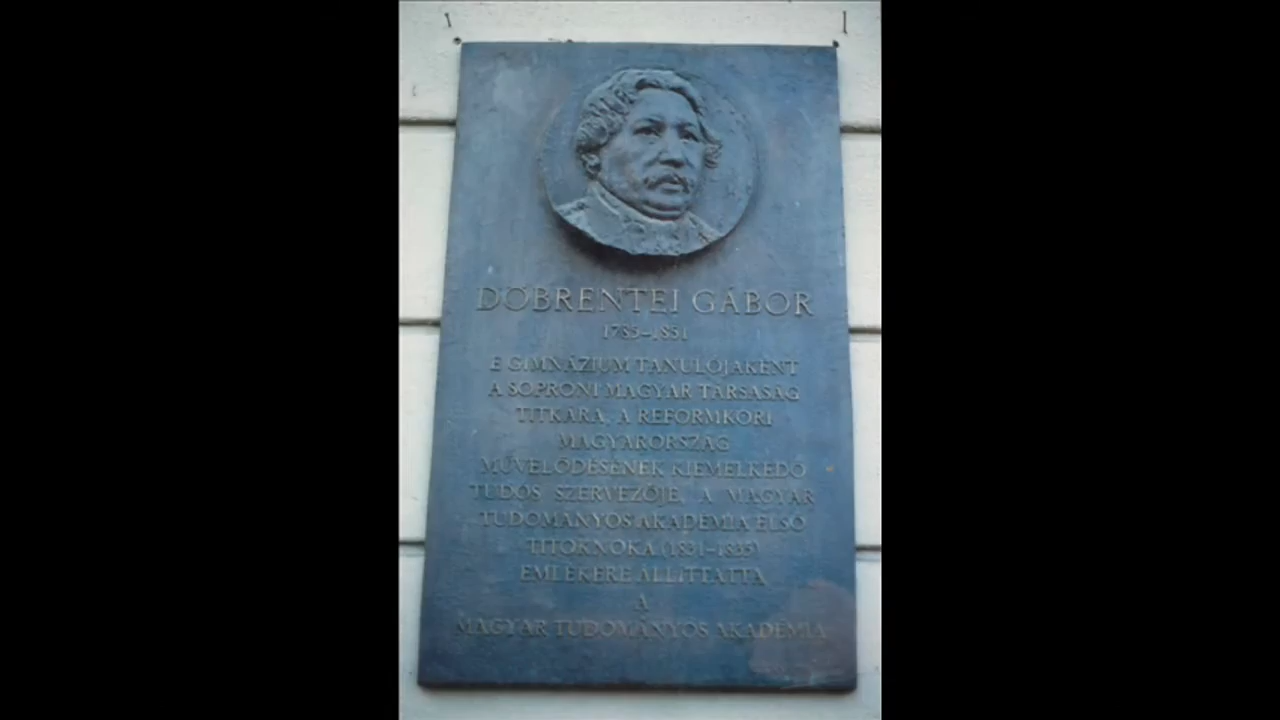 DÖBRENTEI GÁBOR
1785–1851
E GIMNÁZIUM TANULÓJAKÉNT
A SOPRONI MAGYAR TÁRSASÁG
TITKÁRA, A REFORMKORI
MAGYARORSZÁG
MŰVELŐDÉSÉNEK KIEMELKEDŐ
TUDÓS SZERVEZŐJE, A MAGYAR
TUDOMÁNYOS AKADÉMIA ELSŐ
TITOKNOKA (1831–1835)
EMLÉKÉRE ÁLLÍTTATTA
A
MAGYAR TUDOMÁNYOS AKADÉMIA